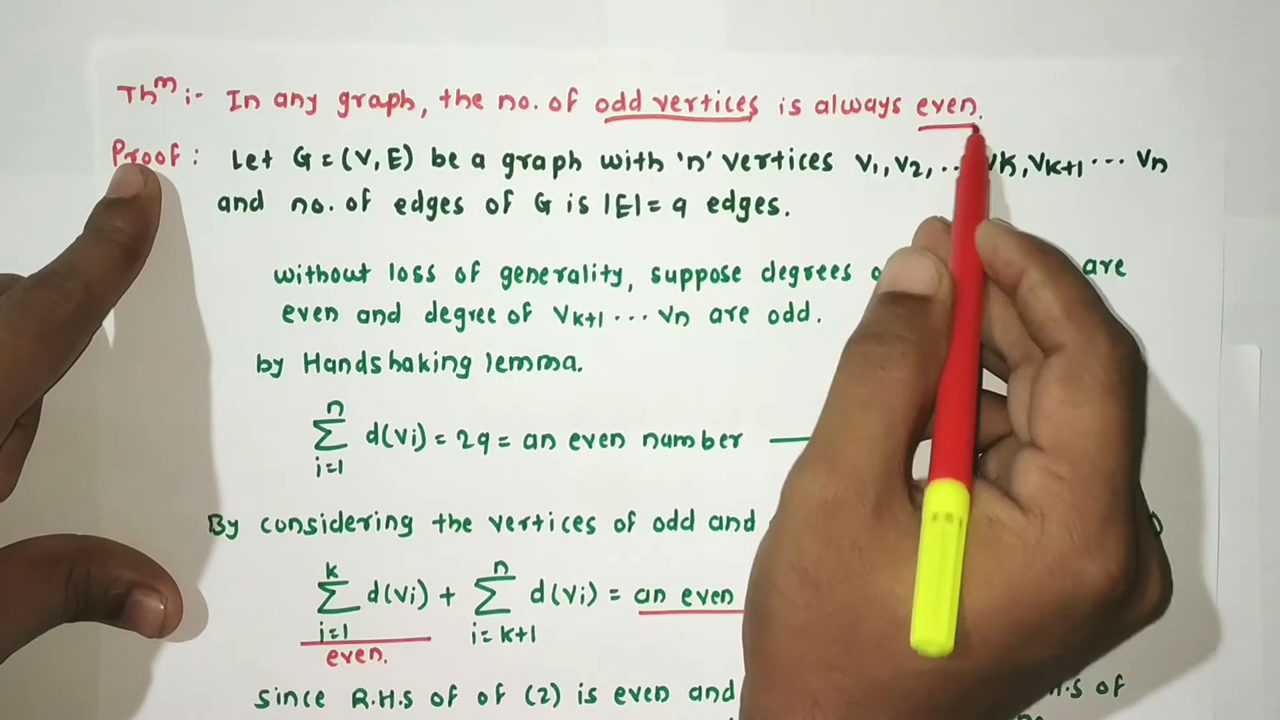 Thm :- In any graph, the no. of odd vertices is always even.
Proof : Let G = (V, E) be a graph with 'n' vertices v1, v2, ... vk, vk+1 ... vn
and no. of edges of G is |E| = q edges.
without loss of generality, suppose degrees are
even and degree of vk+1 ... vn are odd.
by Handshaking lemma.
n
∑ d(vi) = 2q = an even number —
i=1
By considering the vertices of odd and
k n
∑ d(vi) + ∑ d(vi) = an even
i=1 i=k+1
even.
since R.H.S of of (2) is even and of